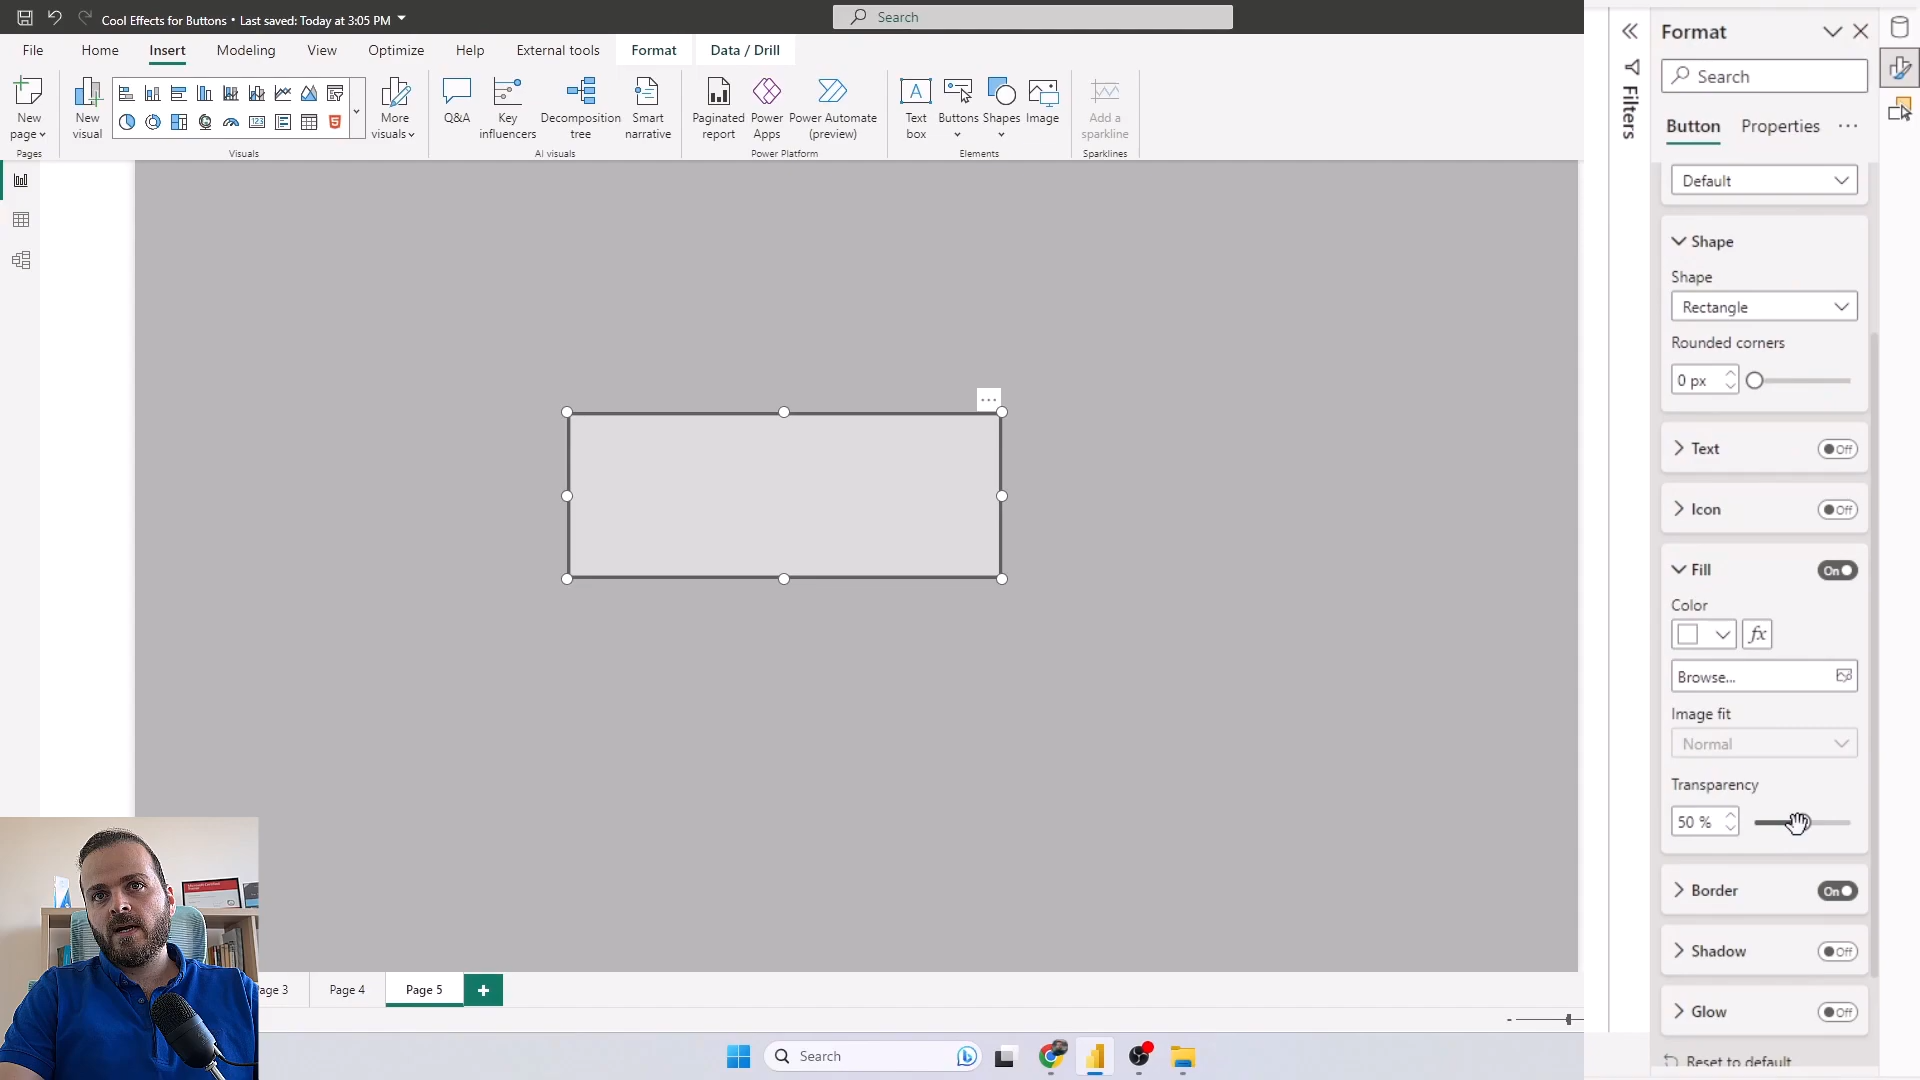 Cool Effects for Buttons • Last saved: Today at 3:05 PM
Search
File
Home
Insert
Modeling
View
Optimize
Help
External tools
Format
Data / Drill
New page
Pages
New visual
123
More visuals
Visuals
Q&A
Key influencers
Decomposition tree
Smart narrative
AI visuals
Paginated report
Power Apps
Power Automate (preview)
Power Platform
A
Text box
Buttons
Shapes
Image
Elements
Add a sparkline
Sparklines
...
Filters
Format
Search
Button
Properties
...
Default
Shape
Shape
Rectangle
Rounded corners
0 px
Text
Off
Icon
Off
Fill
On
Color
fx
Browse...
Image fit
Normal
Transparency
50 %
Border
On
Shadow
Off
Glow
Off
Reset to default
age 3
Page 4
Page 5
+
-
Search